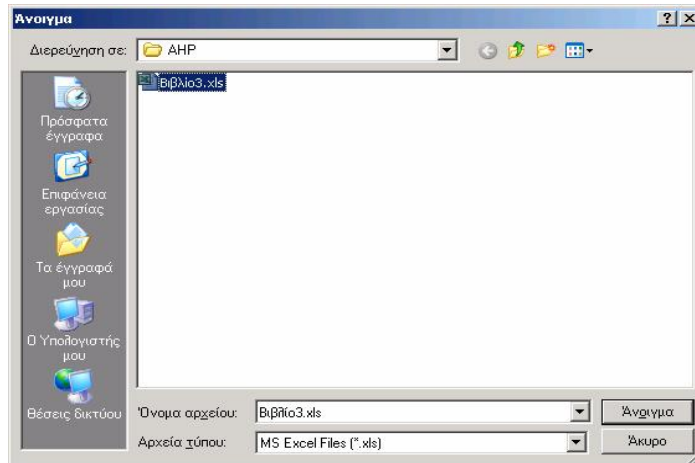 Άνοιγμα
Διερεύνηση σε:
AHP
Βιβλίο3.xls
Πρόσφατα
έγγραφα
Επιφάνεια
εργασίας
Τα έγγραφά
μου
Ο Υπολογιστής
μου
Θέσεις δικτύου
Όνομα αρχείου:
Βιβλίο3.xls
Άνοιγμα
Αρχεία τύπου:
MS Excel Files (*.xls)
Άκυρο